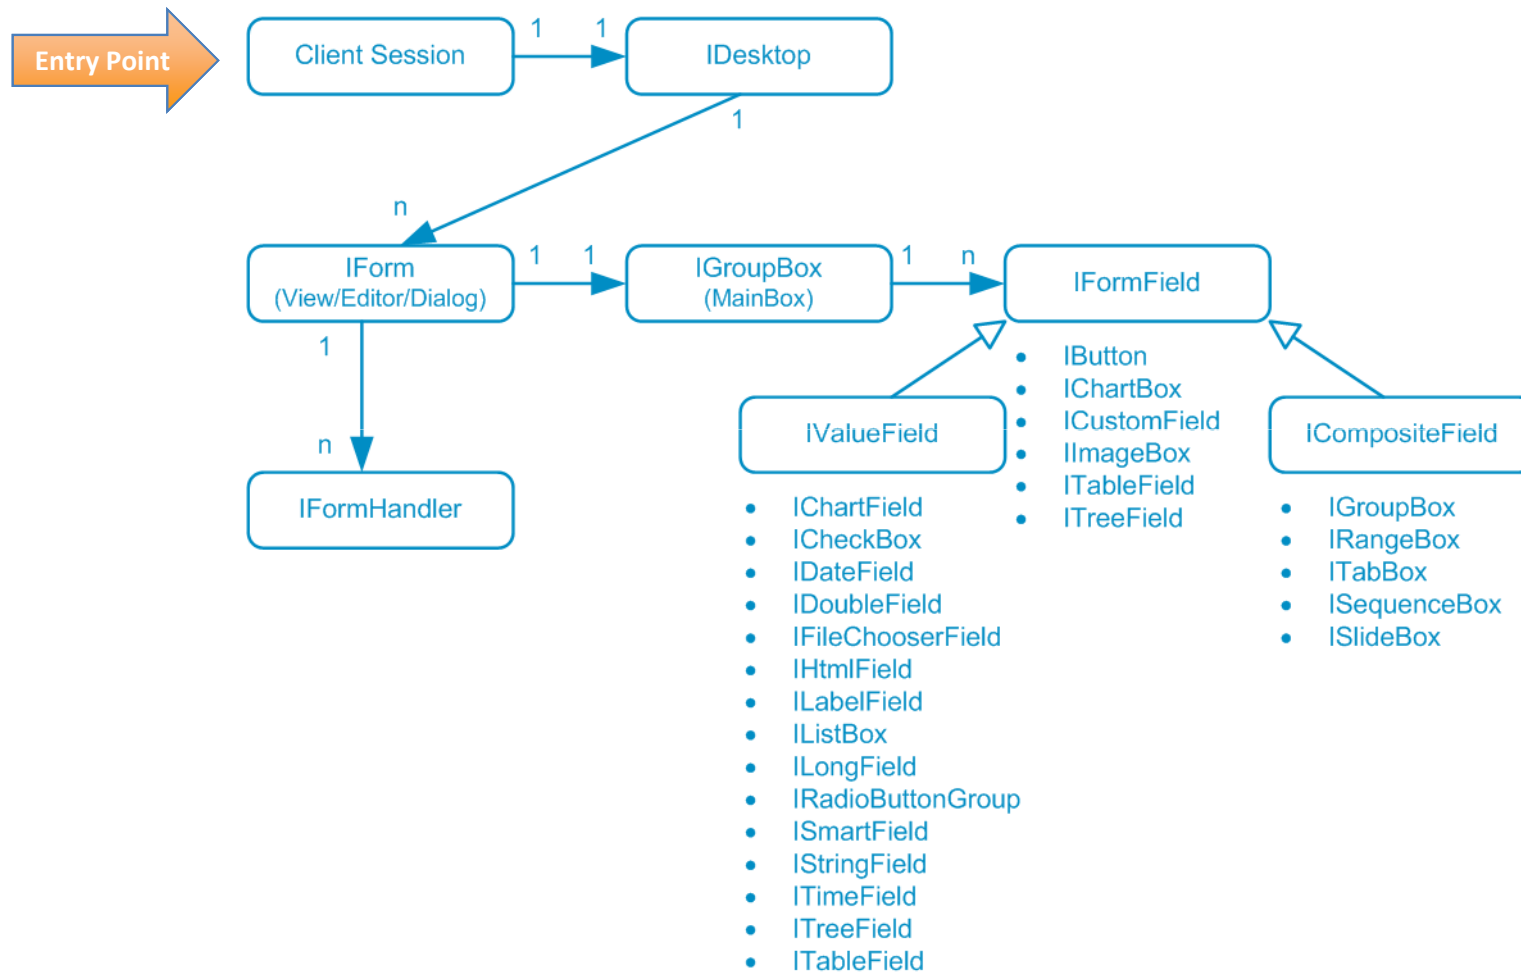 Entry Point
Client Session
1
1
IDesktop
1
n
IForm
(View/Editor/Dialog)
1
1
IGroupBox
(MainBox)
1
n
IFormField
1
n
IFormHandler
IValueField
• IChartField
• ICheckBox
• IDateField
• IDoubleField
• IFileChooserField
• IHtmlField
• ILabelField
• IListBox
• ILongField
• IRadioButtonGroup
• ISmartField
• IStringField
• ITimeField
• ITreeField
• ITableField
• IButton
• IChartBox
• ICustomField
• IImageBox
• ITableField
• ITreeField
ICompositeField
• IGroupBox
• IRangeBox
• ITabBox
• ISequenceBox
• ISlideBox